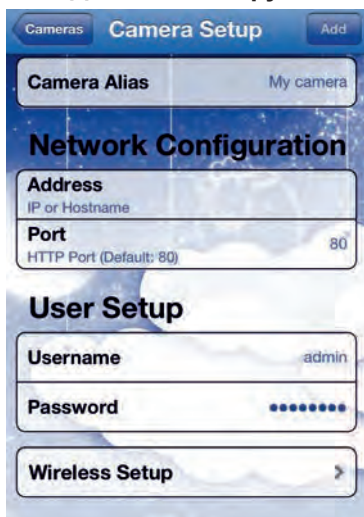 Cameras Camera Setup Add
Camera Alias My camera
Network Configuration
Address
IP or Hostname
Port 80
HTTP Port (Default: 80)
User Setup
Username admin
Password ••••••••
Wireless Setup >